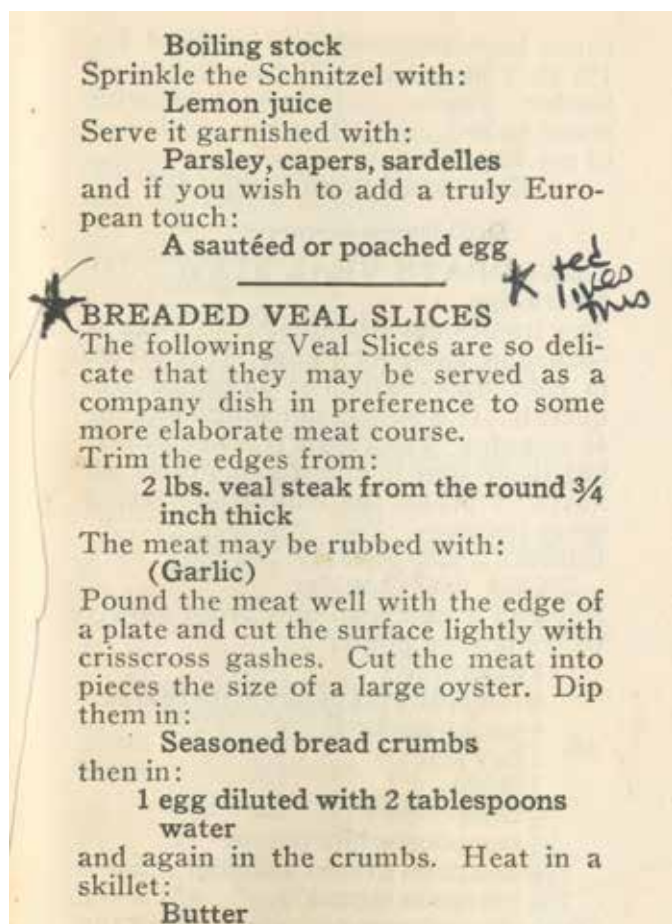 Boiling stock
Sprinkle the Schnitzel with:
Lemon juice
Serve it garnished with:
Parsley, capers, sardelles
and if you wish to add a truly Euro-
pean touch:
A sautéed or poached egg
ted
likes
this
BREADED VEAL SLICES
The following Veal Slices are so deli-
cate that they may be served as a
company dish in preference to some
more elaborate meat course.
Trim the edges from:
2 lbs. veal steak from the round ¾
inch thick
The meat may be rubbed with:
(Garlic)
Pound the meat well with the edge of
a plate and cut the surface lightly with
crisscross gashes. Cut the meat into
pieces the size of a large oyster. Dip
them in:
Seasoned bread crumbs
then in:
1 egg diluted with 2 tablespoons
water
and again in the crumbs. Heat in a
skillet:
Butter